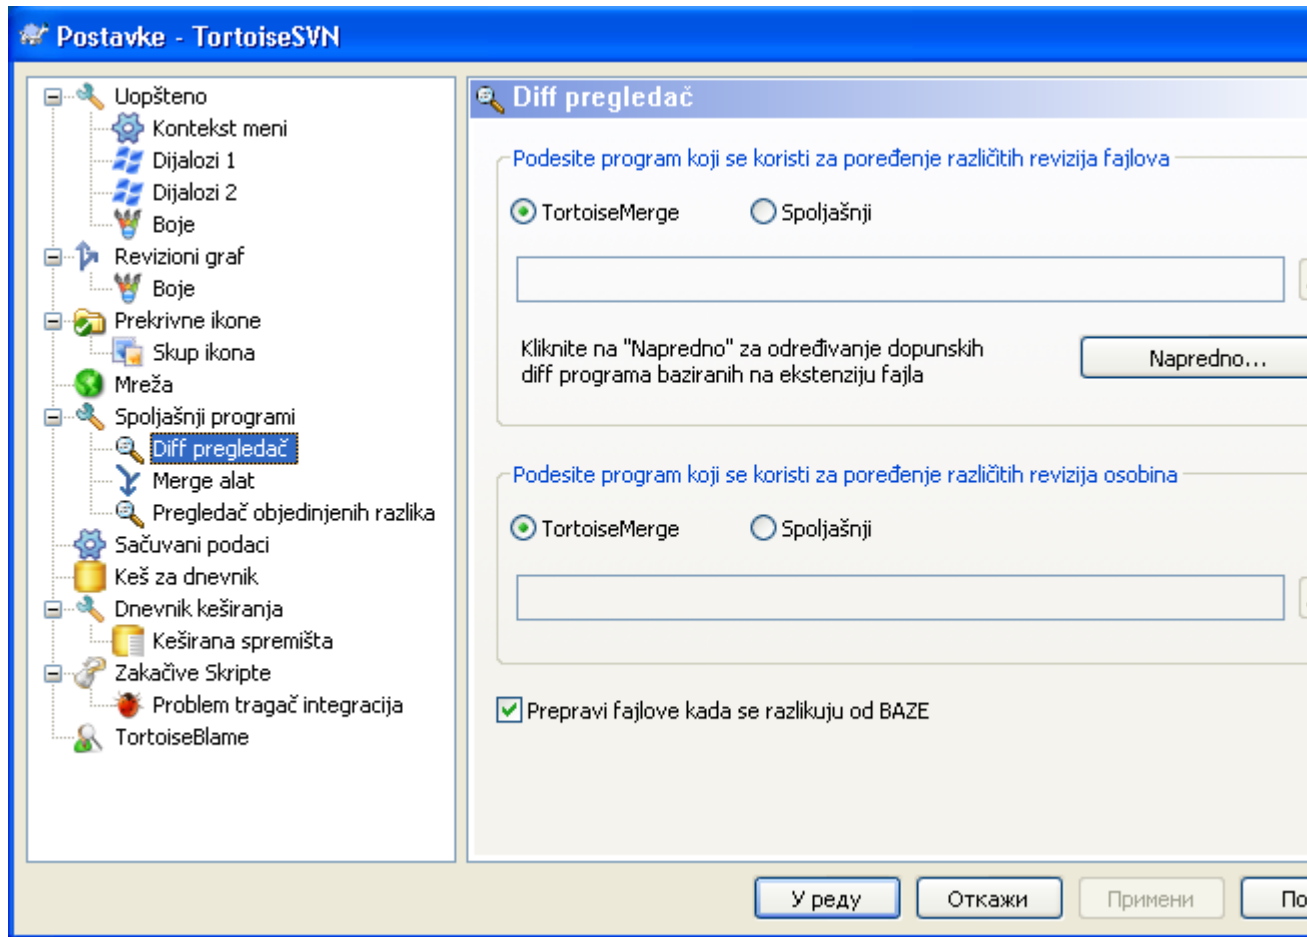 Postavke - TortoiseSVN
Uopšteno
Kontekst meni
Dijalozi 1
Dijalozi 2
Boje
Revizioni graf
Boje
Prekrivne ikone
Skup ikona
Mreža
Spoljašnji programi
Diff pregledač
Merge alat
Pregledač objedinjenih razlika
Sačuvani podaci
Keš za dnevnik
Dnevnik keširanja
Keširana spremišta
Zakačive Skripte
Problem tragač integracija
TortoiseBlame
Diff pregledač
Podesite program koji se koristi za poređenje različitih revizija fajlova
TortoiseMerge Spoljašnji
Kliknite na "Napredno" za određivanje dopunskih
diff programa baziranih na ekstenziju fajla
Napredno...
Podesite program koji se koristi za poređenje različitih revizija osobina
TortoiseMerge Spoljašnji
Prepravi fajlove kada se razlikuju od BAZE
У реду Откажи Примени